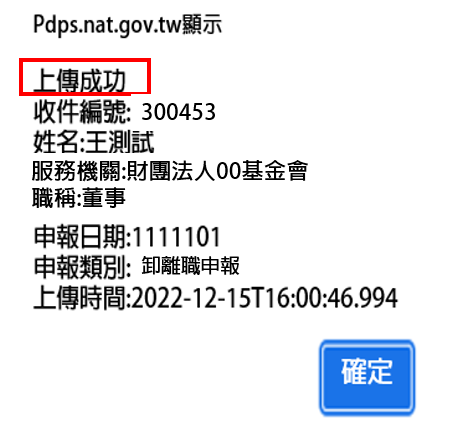 Pdps.nat.gov.tw顯示
上傳成功
收件編號: 300453
姓名:王測試
服務機關:財團法人00基金會
職稱:董事
申報日期:1111101
申報類別: 卸離職申報
上傳時間:2022-12-15T16:00:46.994
確定